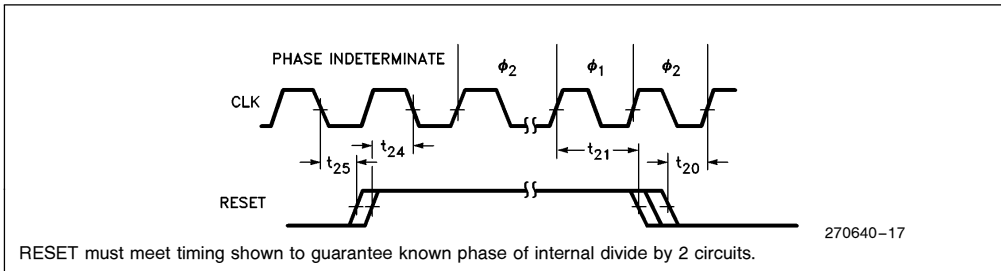 PHASE INDETERMINATE
ϕ2 ϕ1 ϕ2
CLK
t25 t24 t21 t20
RESET
270640–17
RESET must meet timing shown to guarantee known phase of internal divide by 2 circuits.